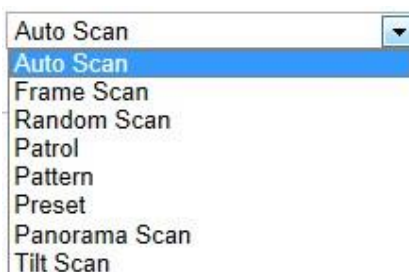 Auto Scan
Auto Scan
Frame Scan
Random Scan
Patrol
Pattern
Preset
Panorama Scan
Tilt Scan